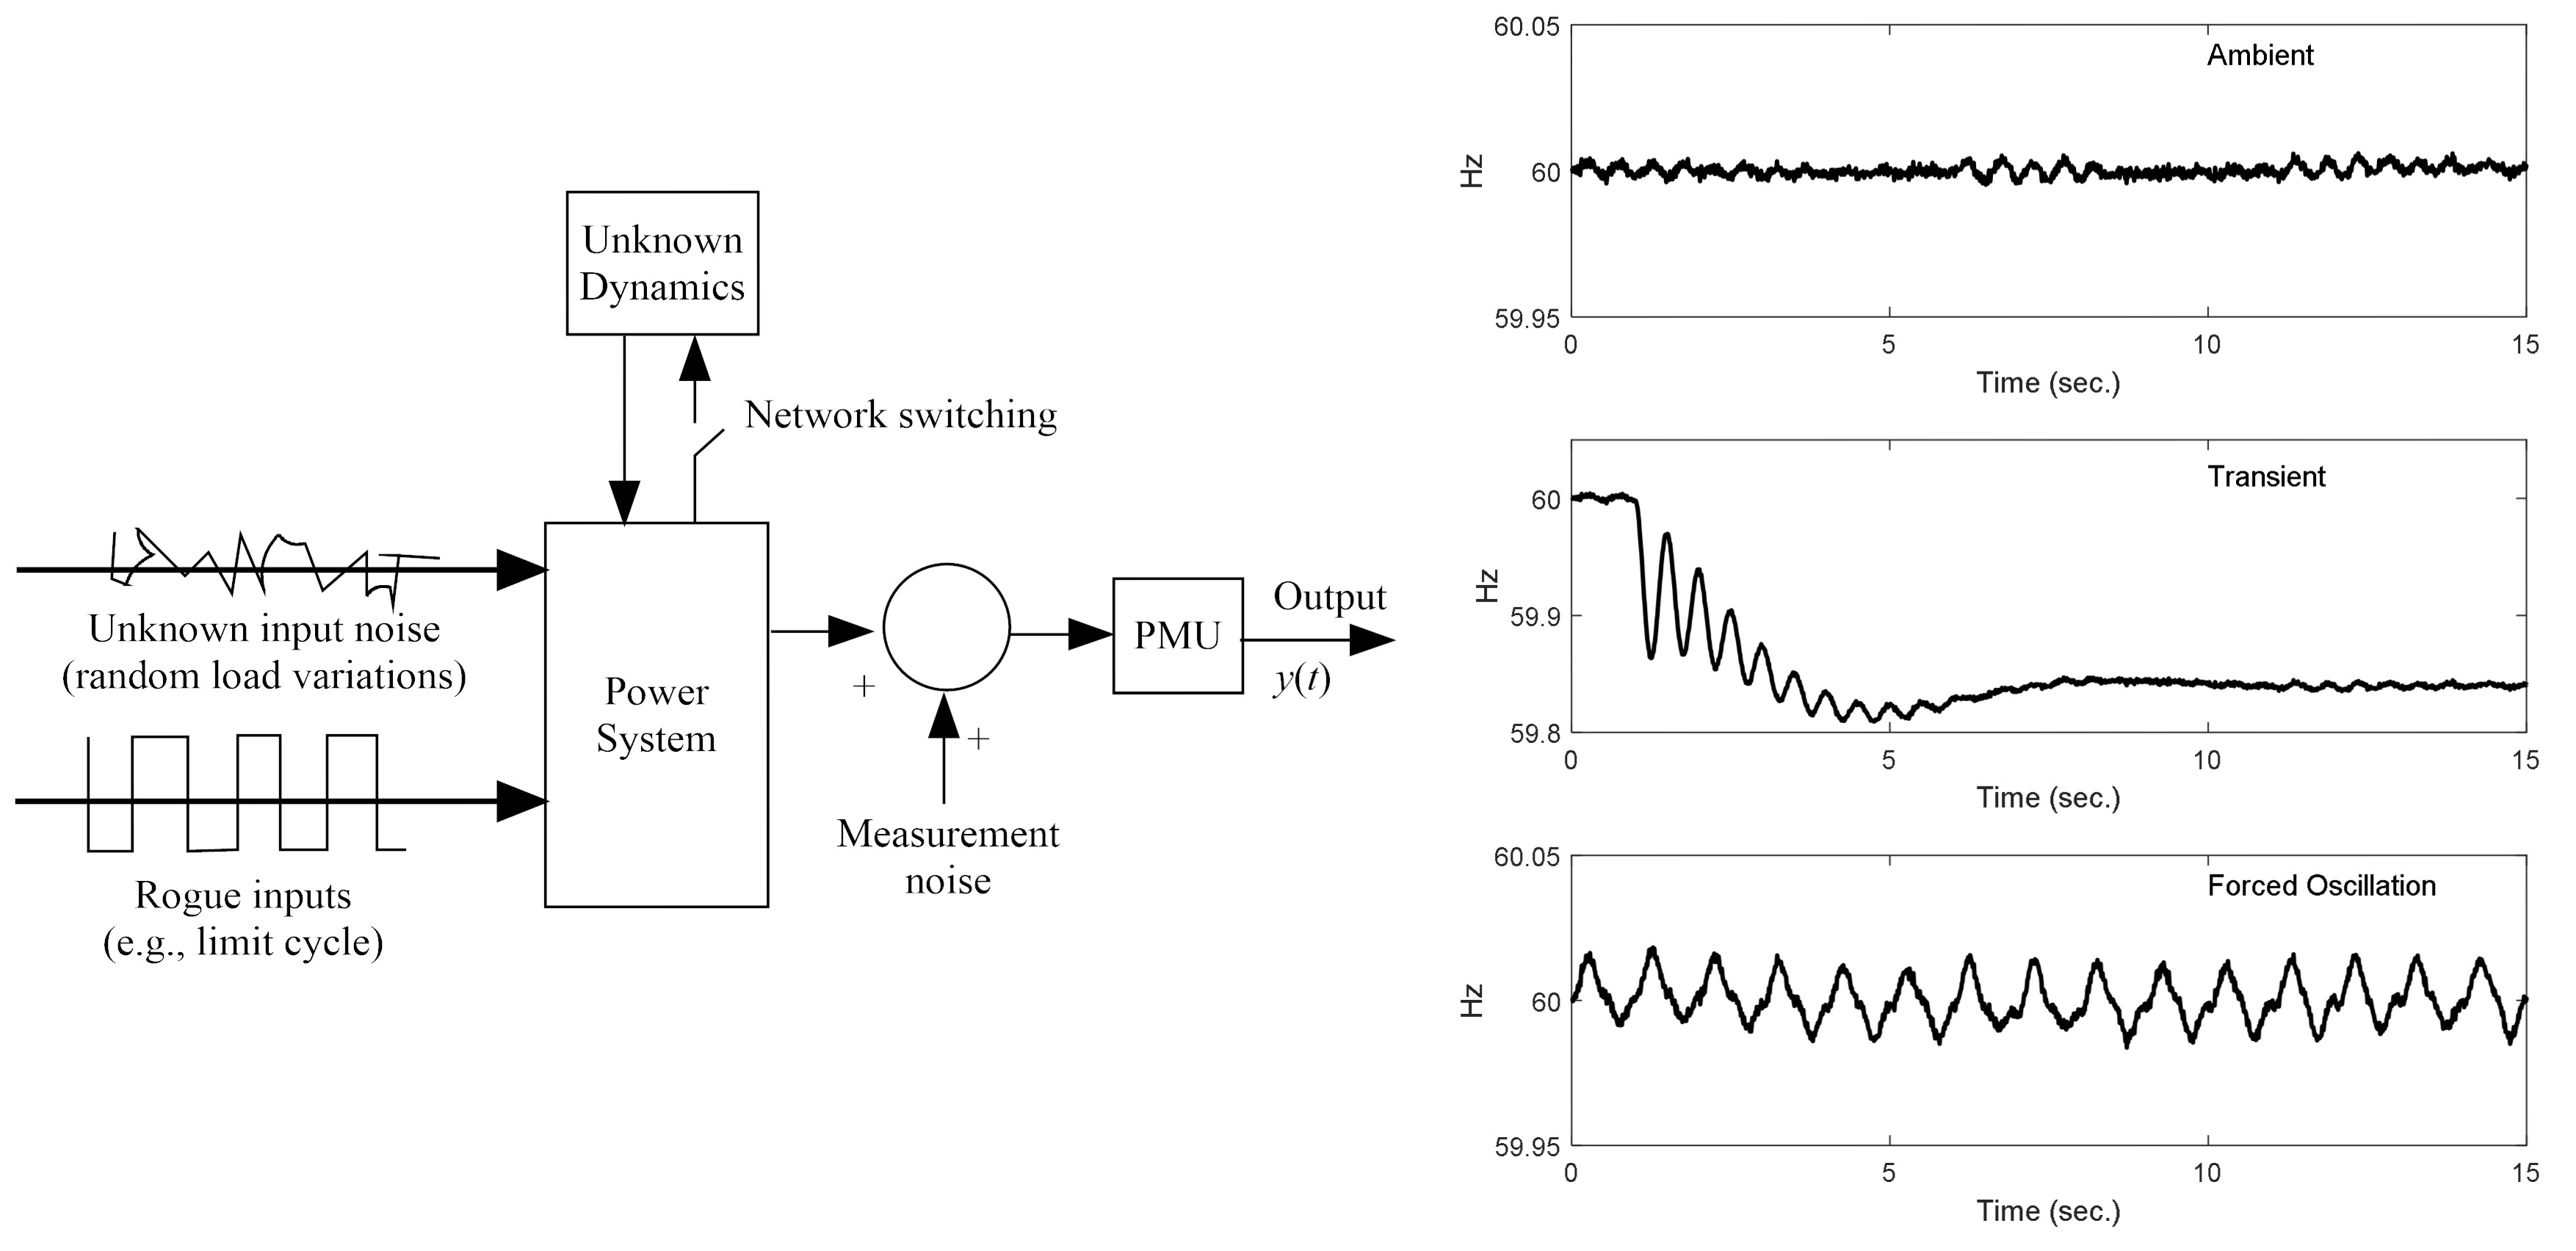 Unknown
Dynamics
Network switching
Unknown input noise
(random load variations)
Rogue inputs
(e.g., limit cycle)
Power
System
+
+
Measurement
noise
PMU
Output
y(t)
60.05
Ambient
Hz
60
59.95
0 5 10 15
Time (sec.)
Transient
60
Hz
59.9
59.8
0 5 10 15
Time (sec.)
60.05
Forced Oscillation
Hz
60
59.95
0 5 10 15
Time (sec.)